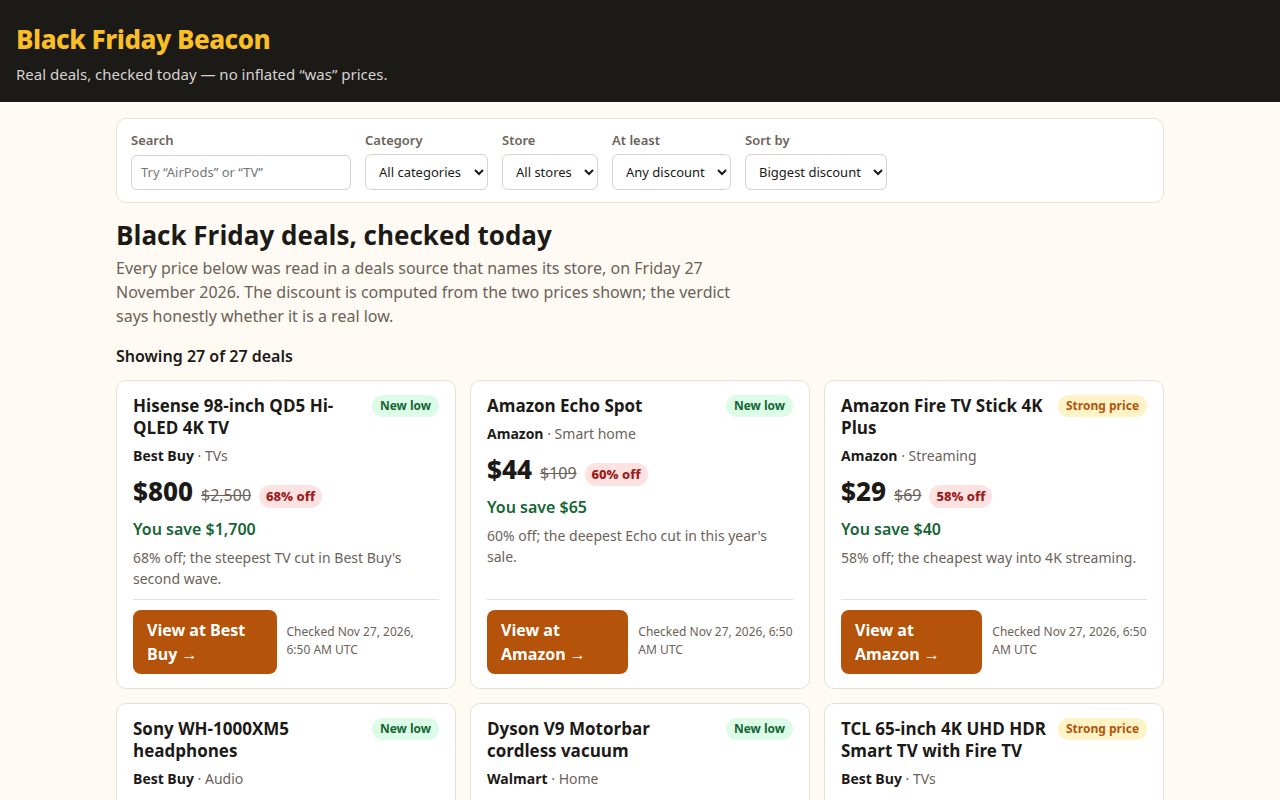 Black Friday Beacon
Real deals, checked today — no inflated “was” prices.
Search
Category
Store
At least
Sort by
Try “AirPods” or “TV”
All categories
All stores
Any discount
Biggest discount
Black Friday deals, checked today
Every price below was read in a deals source that names its store, on Friday 27
November 2026. The discount is computed from the two prices shown; the verdict
says honestly whether it is a real low.
Showing 27 of 27 deals
Hisense 98-inch QD5 Hi-
QLED 4K TV
New low
Best Buy · TVs
$800 $2,500 68% off
You save $1,700
68% off; the steepest TV cut in Best Buy's
second wave.
View at Best
Buy →
Checked Nov 27, 2026,
6:50 AM UTC
Amazon Echo Spot
New low
Amazon · Smart home
$44 $109 60% off
You save $65
60% off; the deepest Echo cut in this year's
sale.
View at
Amazon →
Checked Nov 27, 2026, 6:50
AM UTC
Amazon Fire TV Stick 4K
Plus
Strong price
Amazon · Streaming
$29 $69 58% off
You save $40
58% off; the cheapest way into 4K streaming.
View at
Amazon →
Checked Nov 27, 2026, 6:50
AM UTC
Sony WH-1000XM5
headphones
New low
Best Buy · Audio
Dyson V9 Motorbar
cordless vacuum
New low
Walmart · Home
TCL 65-inch 4K UHD HDR
Smart TV with Fire TV
Strong price
Best Buy · TVs